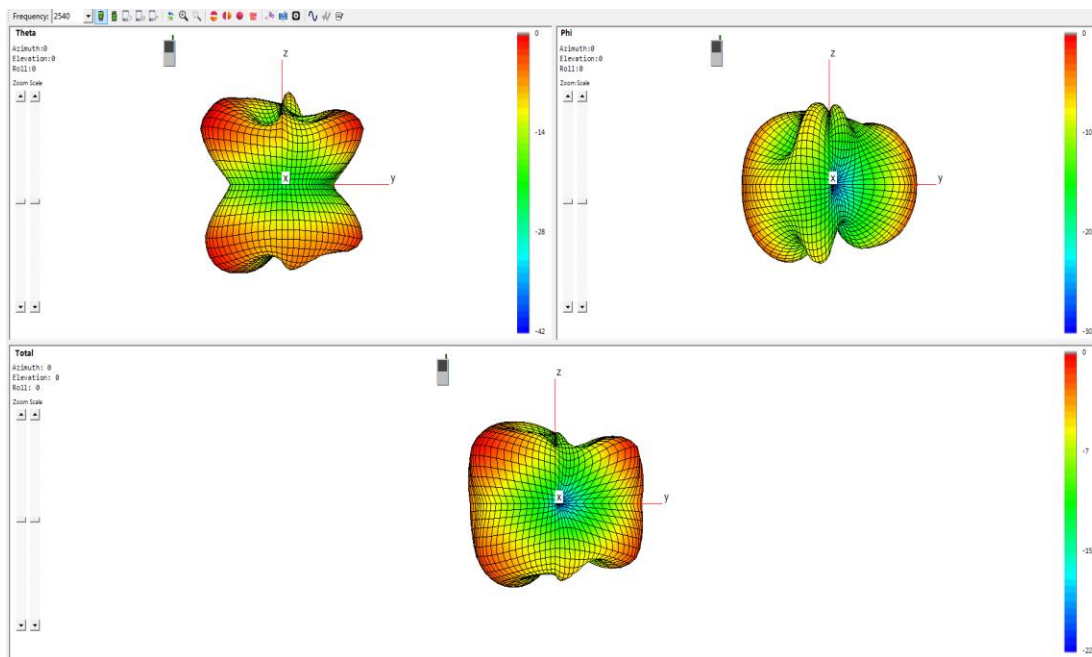 Frequency: 2540
Theta
Azimuth:0
Elevation:0
Roll:0
Zoom Scale
z
x
y
0
-14
-28
-42
Phi
Azimuth:0
Elevation:0
Roll:0
Zoom Scale
z
x
y
0
-10
-20
-30
Total
Azimuth: 0
Elevation: 0
Roll: 0
Zoom Scale
z
x
y
0
-7
-15